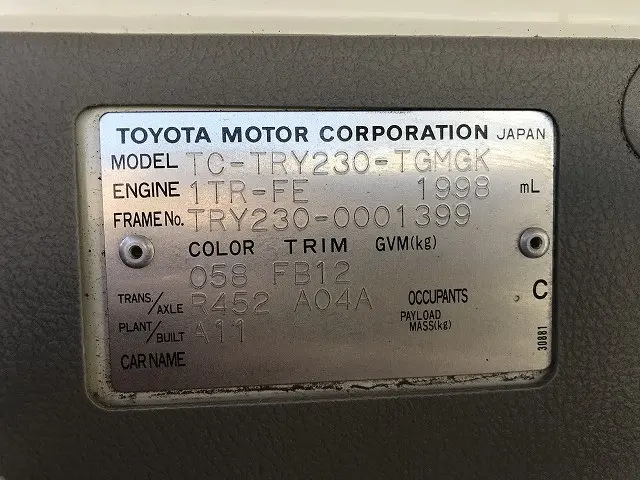 TOYOTA MOTOR CORPORATION JAPAN
MODEL TC-TRY230-TGMGK
ENGINE 1TR-FE 1998 mL
FRAME No. TRY230-0001399
COLOR TRIM GVM(kg)
058 FB12
TRANS./AXLE R452 A04A OCCUPANTS C
PLANT/BUILT A11 PAYLOAD MASS(kg)
CAR NAME
30881